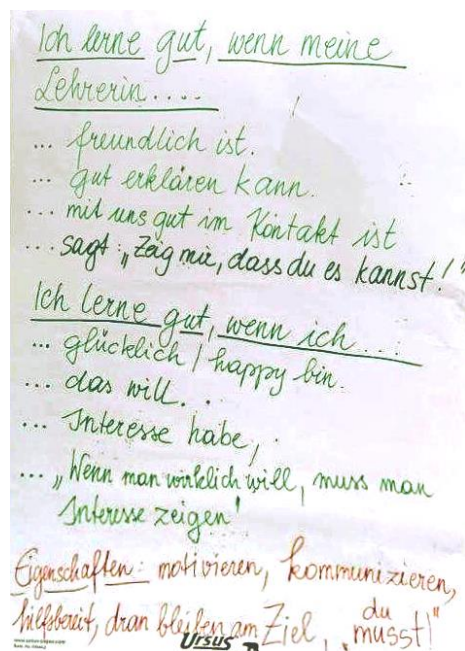 Ich lerne gut, wenn meine
Lehrerin....
... freundlich ist.
... gut erklären kann.
... mit uns gut im Kontakt ist
... sagt: „Zeig mir, dass du es kannst!"
Ich lerne gut, wenn ich....
... glücklich / happy bin.
... das will..
... Interesse habe,
... „Wenn man wirklich will, muss man
Interesse zeigen"
Eigenschaften: motivieren, kommunizieren,
hilfsbereit, dran bleiben am Ziel, „du
musst!"
Ursus